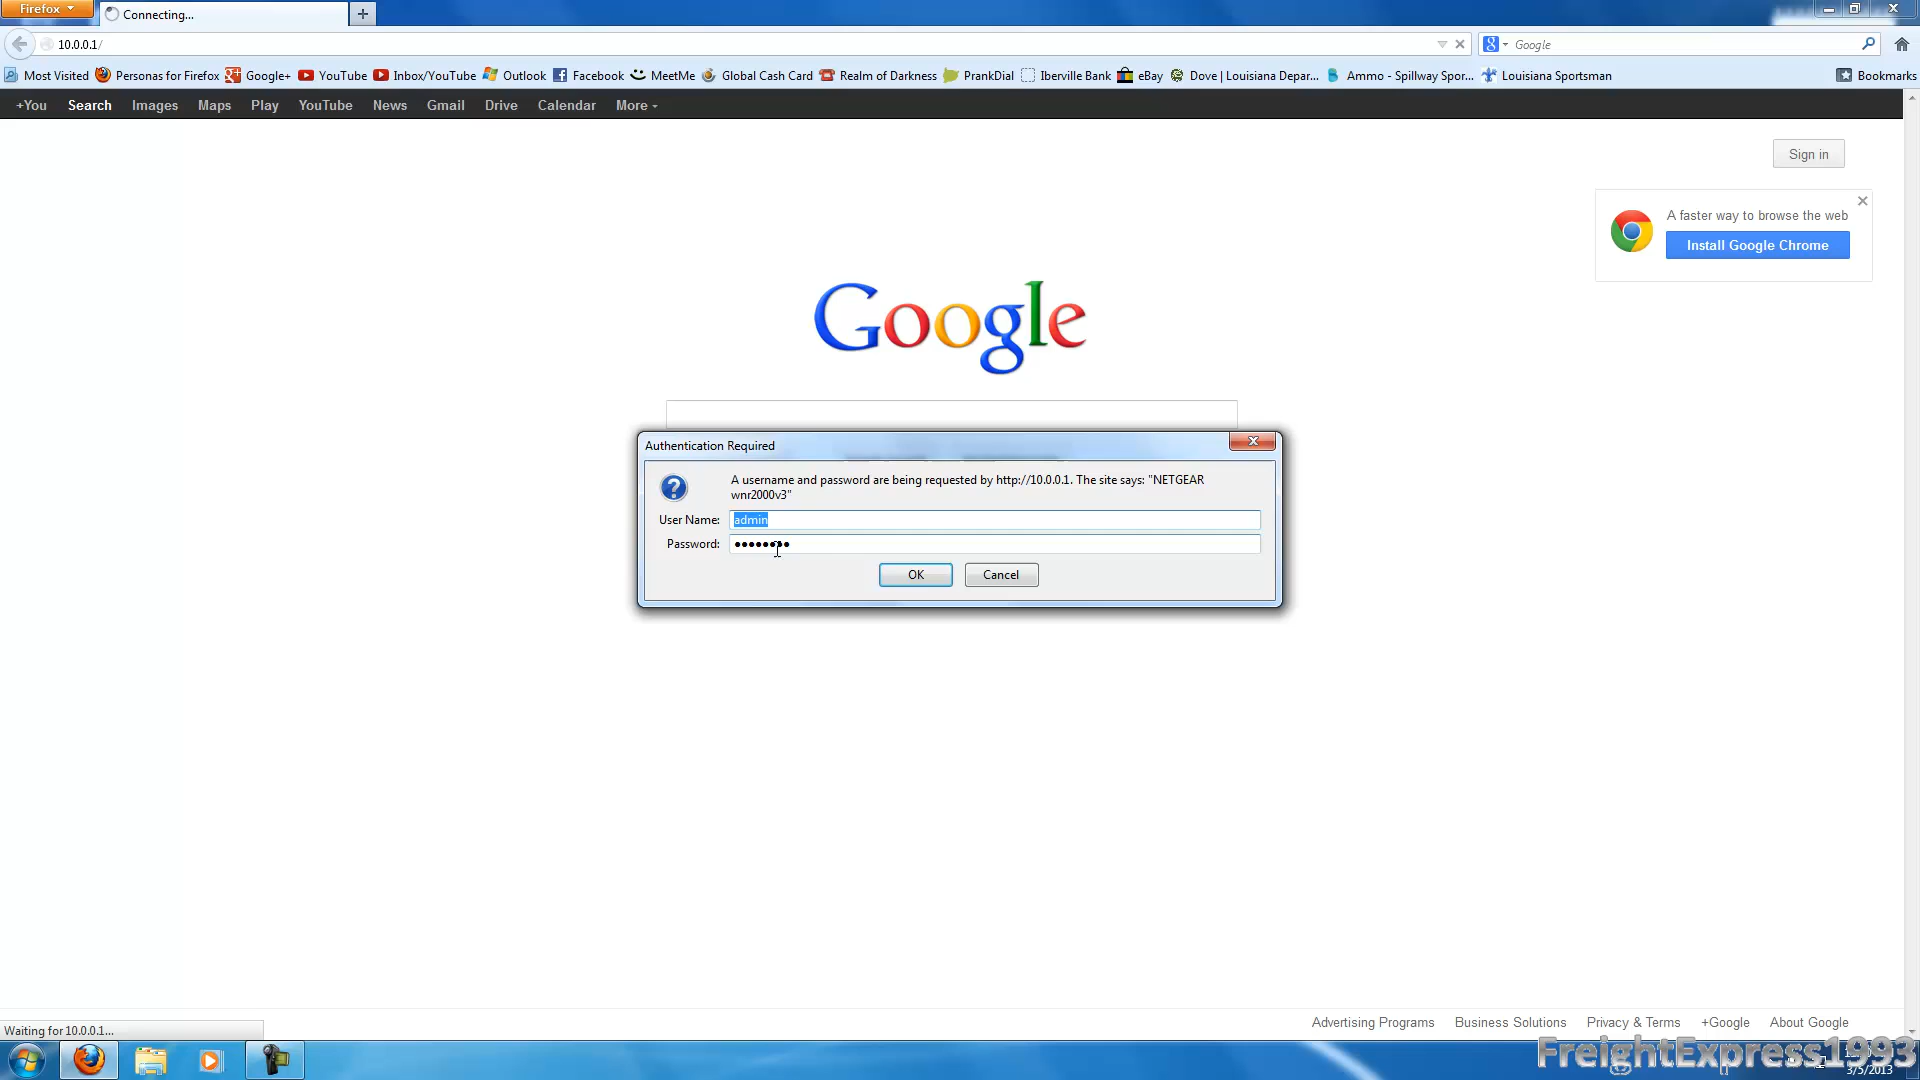 Firefox
Connecting...
10.0.0.1/
Google
Most Visited Personas for Firefox Google+ YouTube Inbox/YouTube Outlook Facebook MeetMe Global Cash Card Realm of Darkness PrankDial Iberville Bank eBay Dove | Louisiana Depar... Ammo - Spillway Spor... Louisiana Sportsman Bookmarks
+You Search Images Maps Play YouTube News Gmail Drive Calendar More
Sign in
A faster way to browse the web
Install Google Chrome
Google
Authentication Required
A username and password are being requested by http://10.0.0.1. The site says: "NETGEAR
wnr2000v3"
User Name: admin
Password: ••••••••
OK Cancel
Advertising Programs Business Solutions Privacy & Terms +Google About Google
Waiting for 10.0.0.1...
FreightExpress1993
3/5/2013